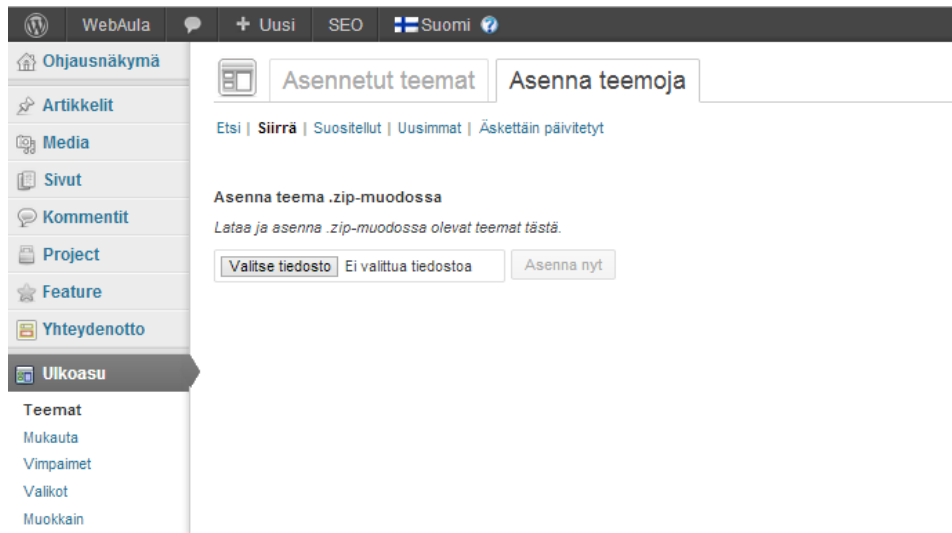 WebAula + Uusi SEO Suomi ?
Ohjausnäkymä
Artikkelit
Media
Sivut
Kommentit
Project
Feature
Yhteydenotto
Ulkoasu
Teemat
Mukauta
Vimpaimet
Valikot
Muokkain
Asennetut teemat Asenna teemoja
Etsi | Siirrä | Suositellut | Uusimmat | Äskettäin päivitetyt
Asenna teema .zip-muodossa
Lataa ja asenna .zip-muodossa olevat teemat tästä.
Valitse tiedosto Ei valittua tiedostoa Asenna nyt